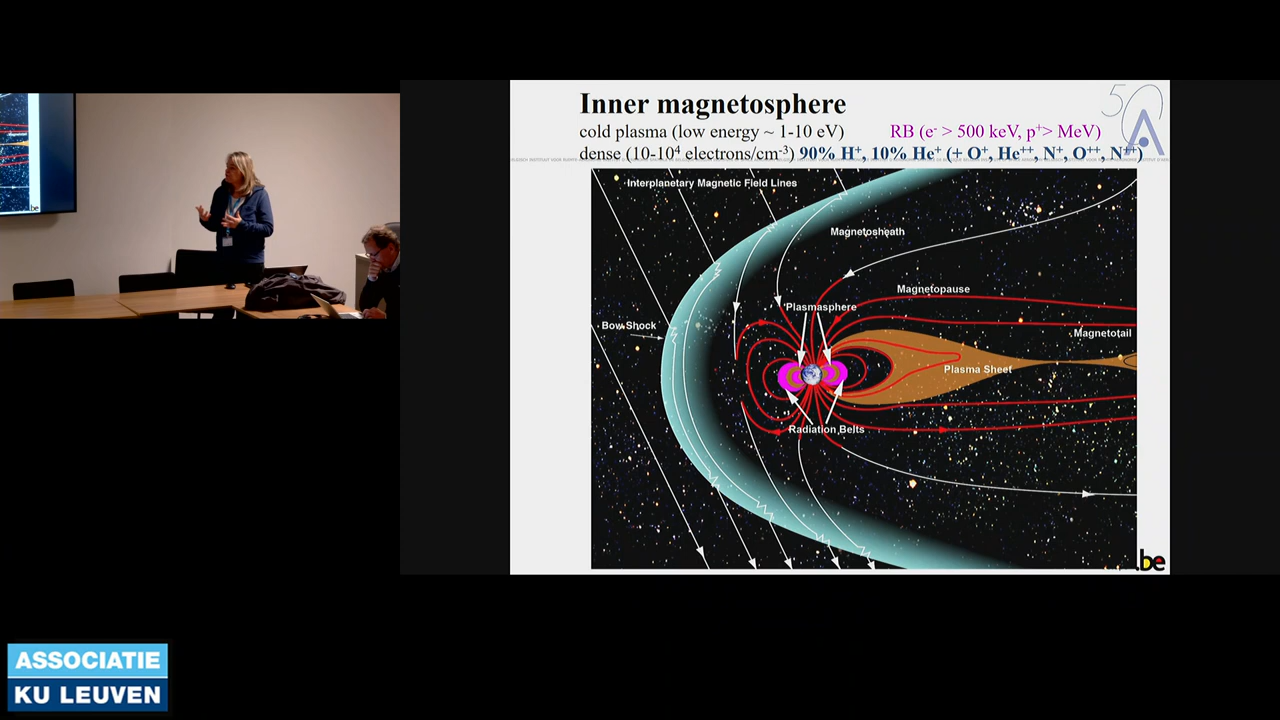 Inner magnetosphere
cold plasma (low energy ~ 1-10 eV) RB (e⁻ > 500 keV, p⁺> MeV)
dense (10-10⁴ electrons/cm⁻³) 90% H⁺, 10% He⁺ (+ O⁺, He⁺⁺, N⁺, O⁺⁺, N⁺⁺)
50
Interplanetary Magnetic Field Lines
Magnetosheath
Magnetopause
Plasmasphere
Bow Shock
Magnetotail
Plasma Sheet
Radiation Belts
.be
.be
ASSOCIATIE
KU LEUVEN